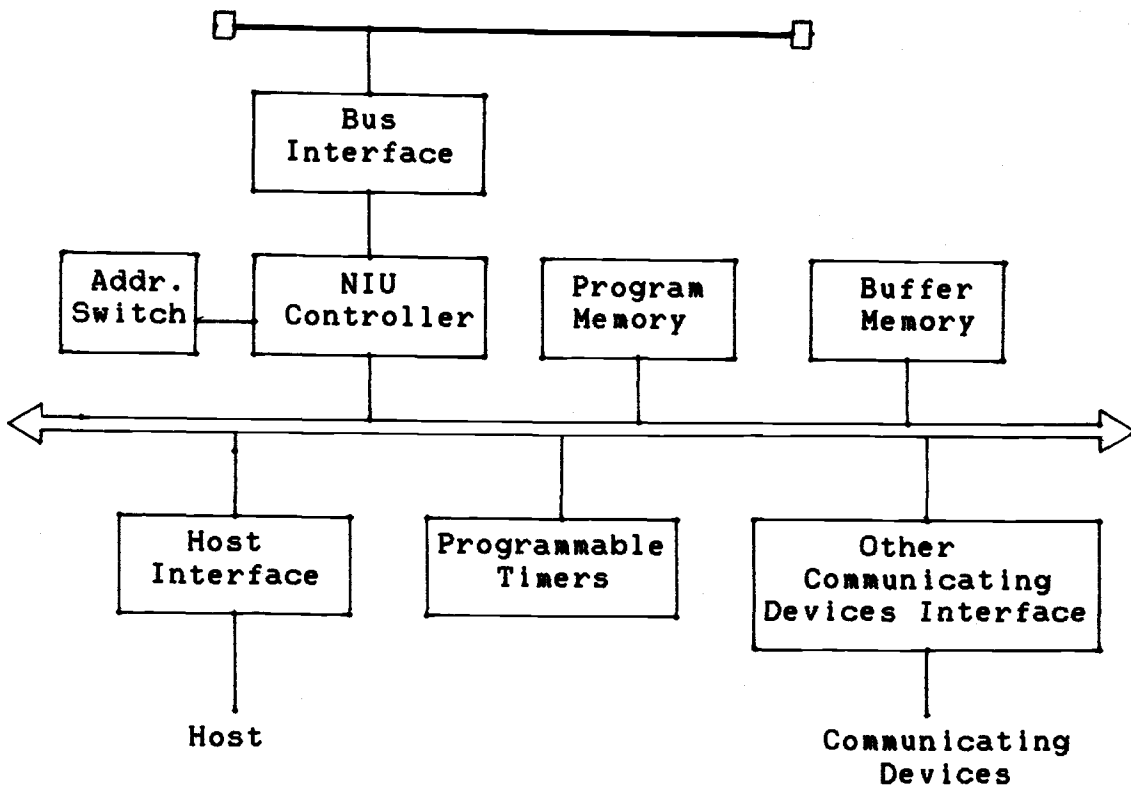 Bus
Interface
Addr.
Switch
NIU
Controller
Program
Memory
Buffer
Memory
Host
Interface
Programmable
Timers
Other
Communicating
Devices Interface
Host
Communicating
Devices